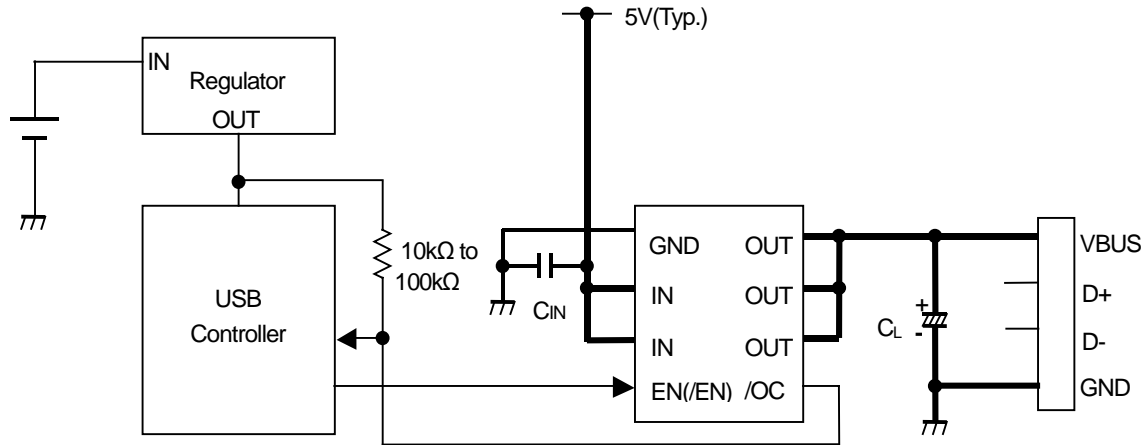 5V(Typ.)
IN
Regulator
OUT
10kΩ to
100kΩ
USB
Controller
CIN
GND
OUT
IN
OUT
IN
OUT
EN(/EN)
/OC
+
CL
-
VBUS
D+
D-
GND